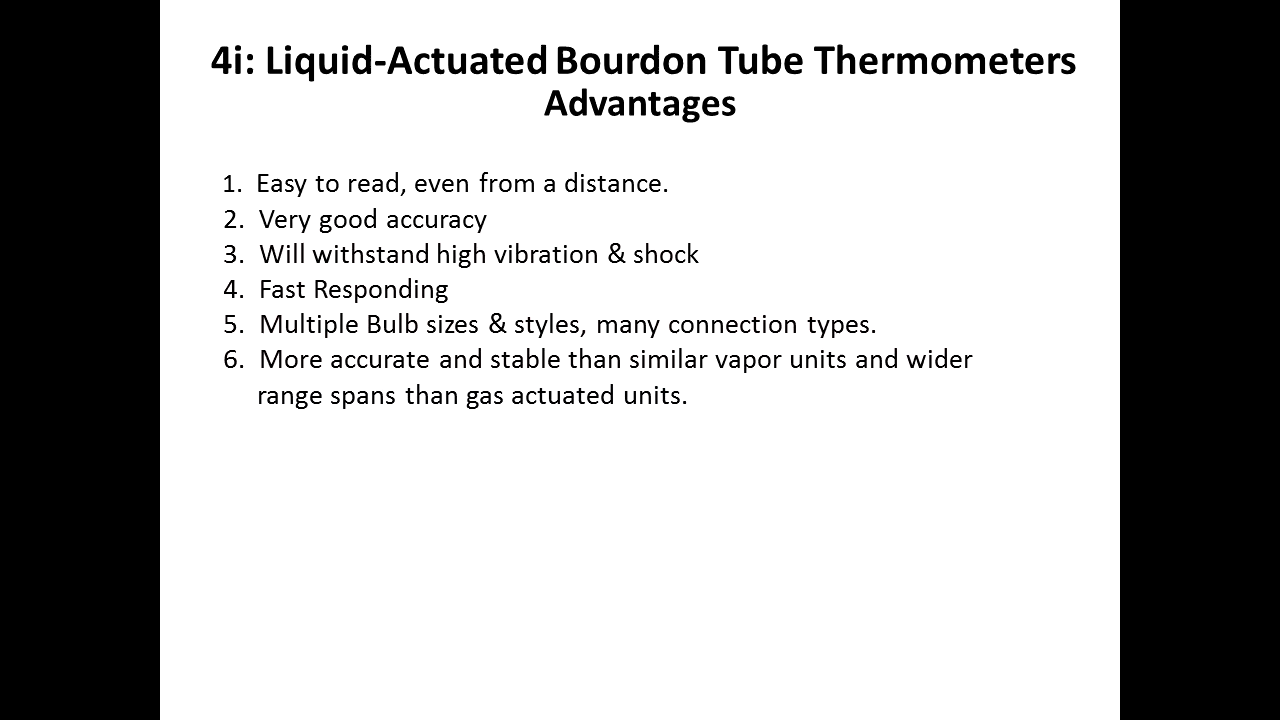 4i: Liquid-Actuated Bourdon Tube Thermometers
Advantages
1. Easy to read, even from a distance.
2. Very good accuracy
3. Will withstand high vibration & shock
4. Fast Responding
5. Multiple Bulb sizes & styles, many connection types.
6. More accurate and stable than similar vapor units and wider
range spans than gas actuated units.